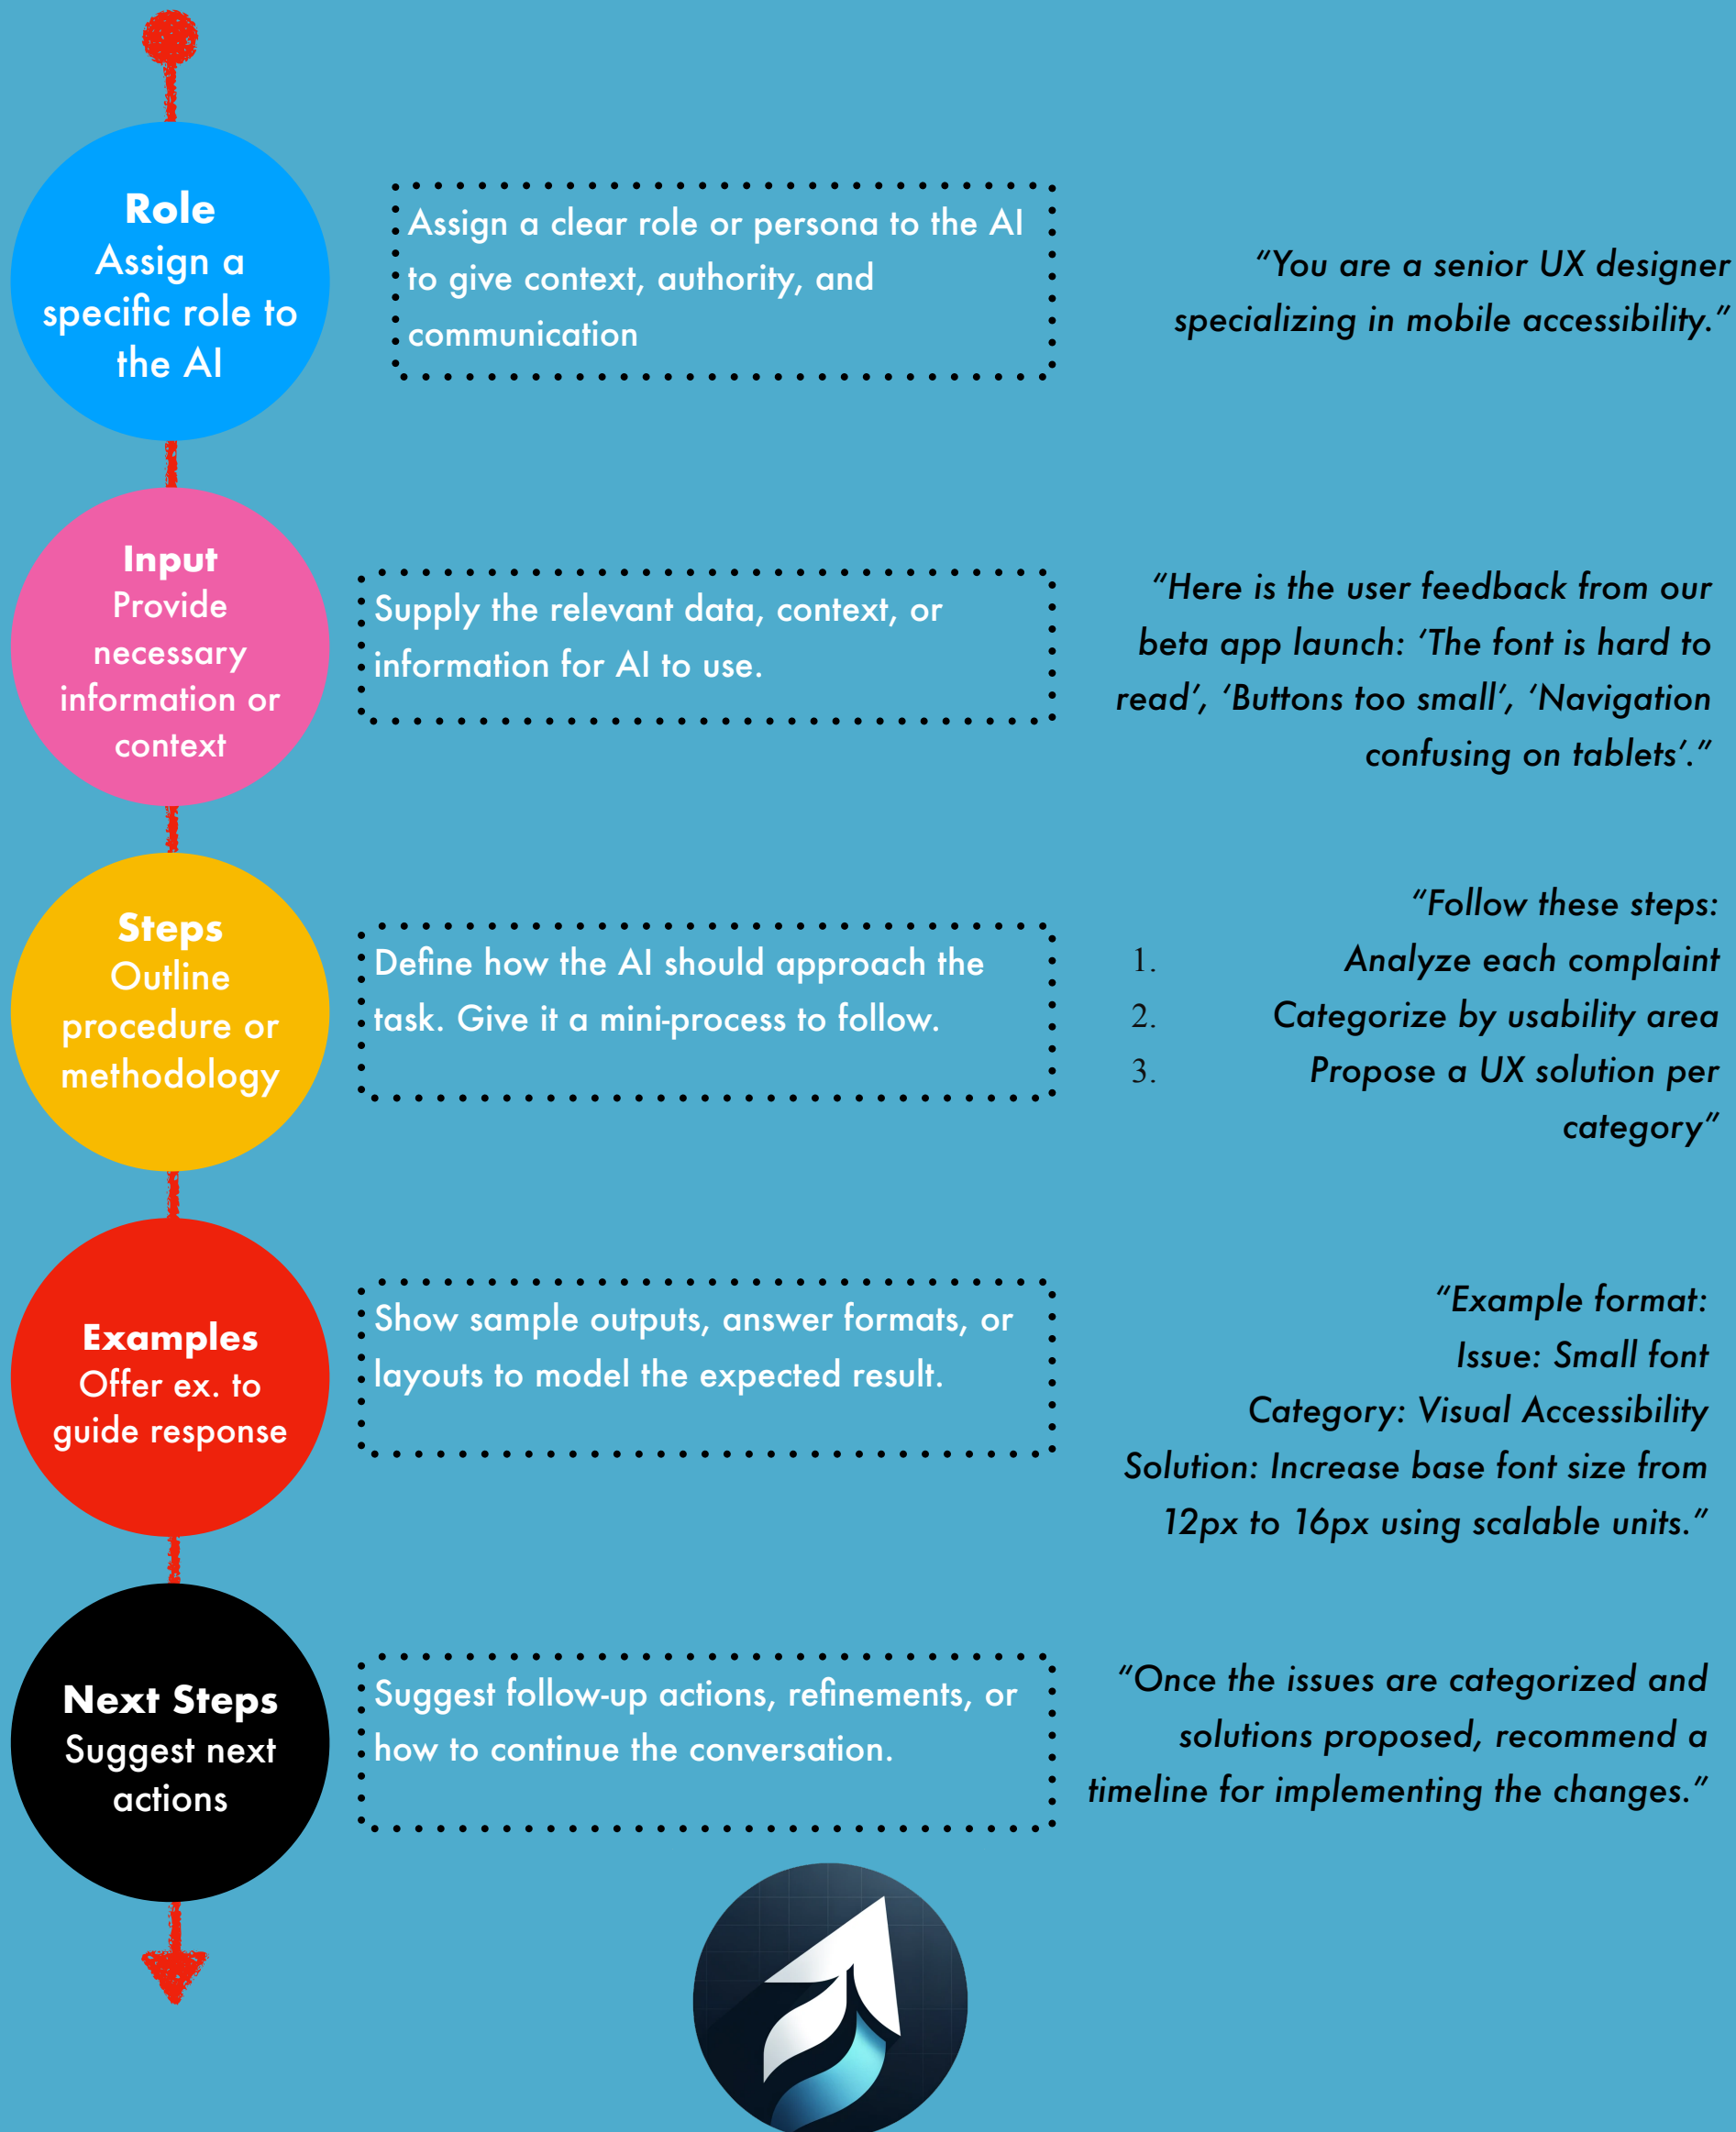 Role
Assign a
specific role to
the AI
Assign a clear role or persona to the AI
to give context, authority, and
communication
“You are a senior UX designer
specializing in mobile accessibility.”
Input
Provide
necessary
information or
context
Supply the relevant data, context, or
information for AI to use.
“Here is the user feedback from our
beta app launch: ‘The font is hard to
read’, ‘Buttons too small’, ‘Navigation
confusing on tablets’.”
Steps
Outline
procedure or
methodology
Define how the AI should approach the
task. Give it a mini-process to follow.
“Follow these steps:
1. Analyze each complaint
2. Categorize by usability area
3. Propose a UX solution per
category”
Examples
Offer ex. to
guide response
Show sample outputs, answer formats, or
layouts to model the expected result.
“Example format:
Issue: Small font
Category: Visual Accessibility
Solution: Increase base font size from
12px to 16px using scalable units.”
Next Steps
Suggest next
actions
Suggest follow-up actions, refinements, or
how to continue the conversation.
“Once the issues are categorized and
solutions proposed, recommend a
timeline for implementing the changes.”